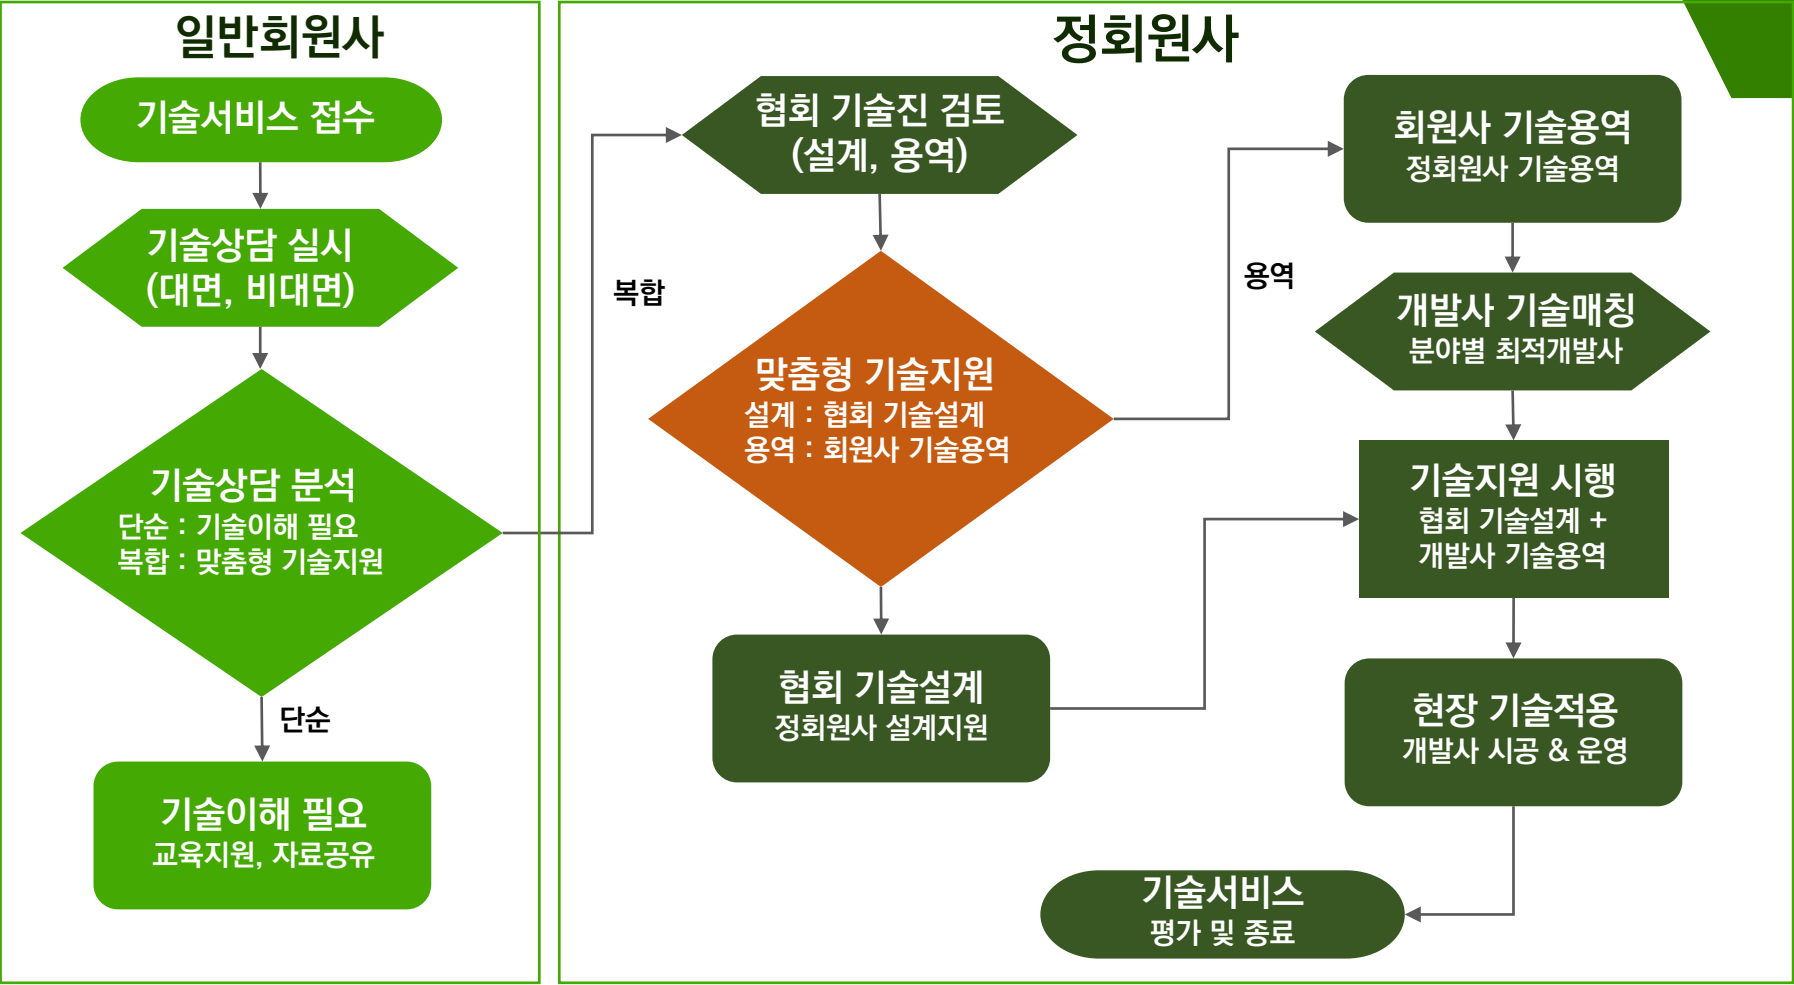 일반회원사
기술서비스 접수
기술상담 실시
(대면, 비대면)
기술상담 분석
단순 : 기술이해 필요
복합 : 맞춤형 기술지원
단순
기술이해 필요
교육지원, 자료공유
복합
정회원사
협회 기술진 검토
(설계, 용역)
맞춤형 기술지원
설계 : 협회 기술설계
용역 : 회원사 기술용역
협회 기술설계
정회원사 설계지원
용역
회원사 기술용역
정회원사 기술용역
개발사 기술매칭
분야별 최적개발사
기술지원 시행
협회 기술설계 +
개발사 기술용역
현장 기술적용
개발사 시공 & 운영
기술서비스
평가 및 종료